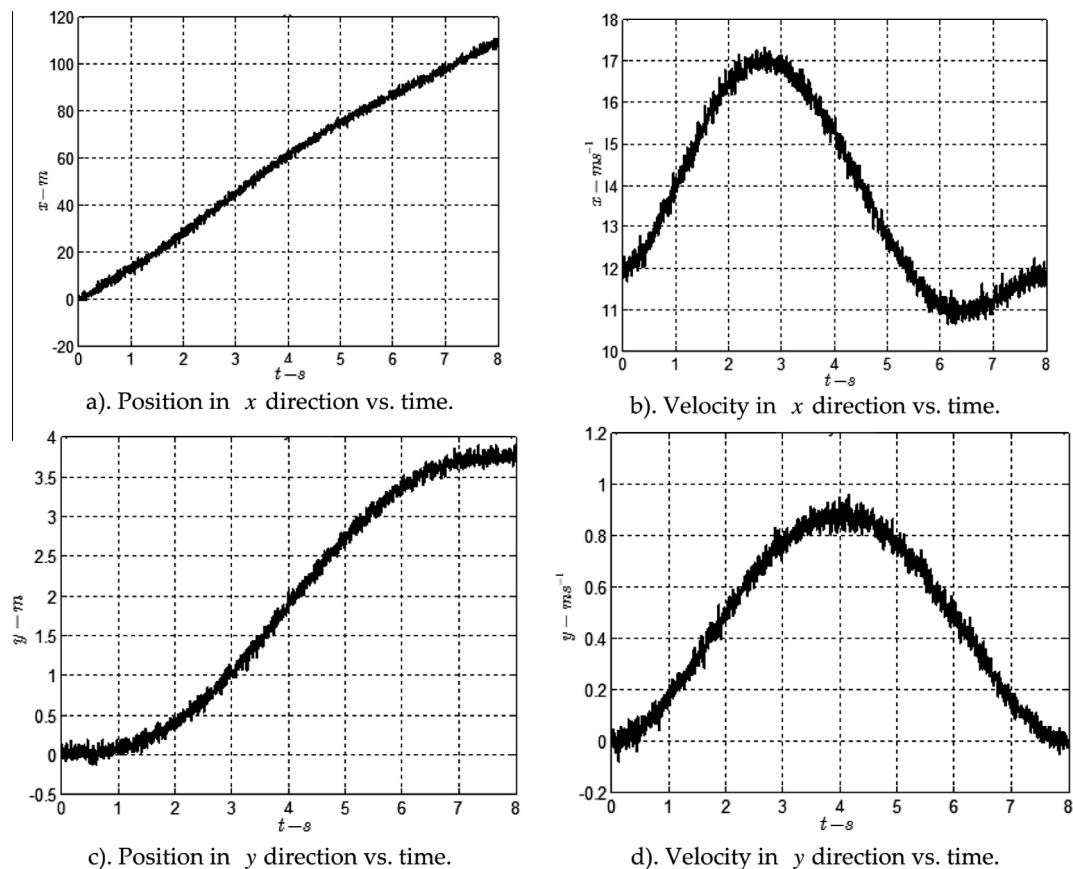 120
100
80
60
40
20
0
-20
x – m
0 1 2 3 4 5 6 7 8
t – s
a). Position in x direction vs. time.
18
17
16
15
14
13
12
11
10
x – ms⁻¹
0 1 2 3 4 5 6 7 8
t – s
b). Velocity in x direction vs. time.
4
3.5
3
2.5
2
1.5
1
0.5
0
-0.5
y – m
0 1 2 3 4 5 6 7 8
t – s
c). Position in y direction vs. time.
1.2
1
0.8
0.6
0.4
0.2
0
-0.2
y – ms⁻¹
0 1 2 3 4 5 6 7 8
t – s
d). Velocity in y direction vs. time.